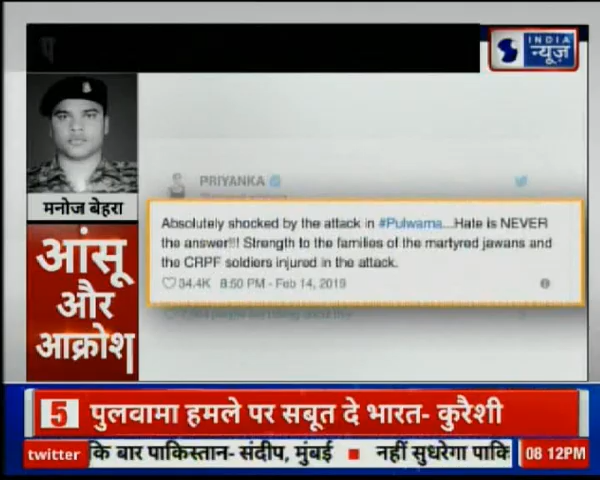 INDIA
न्यूज़
PRIYANKA
मनोज बेहरा
Absolutely shocked by the attack in #Pulwama...Hate is NEVER
the answer!!! Strength to the families of the martyred jawans and
the CRPF soldiers injured in the attack.
34.4K 8:50 PM - Feb 14, 2019
आंसू
और
आक्रोश
5 पुलवामा हमले पर सबूत दे भारत- कुरैशी
twitter कि बार पाकिस्तान- संदीप, मुंबई नहीं सुधरेगा पाकि 08 12PM